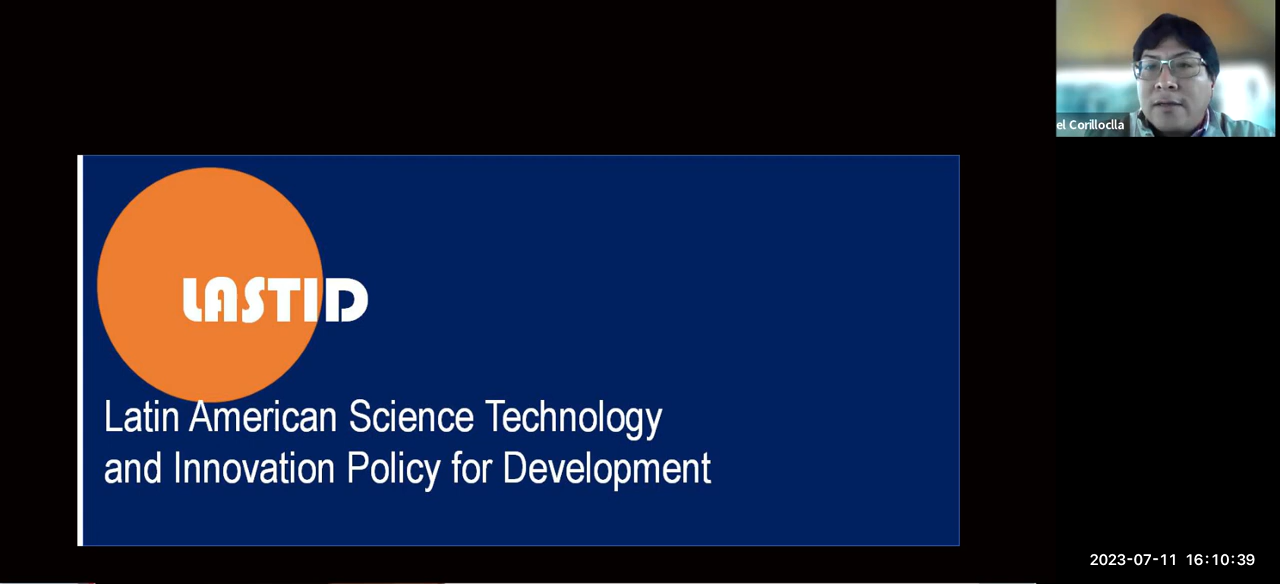 el Corilloclla
LASTID
Latin American Science Technology
and Innovation Policy for Development
2023-07-11 16:10:39